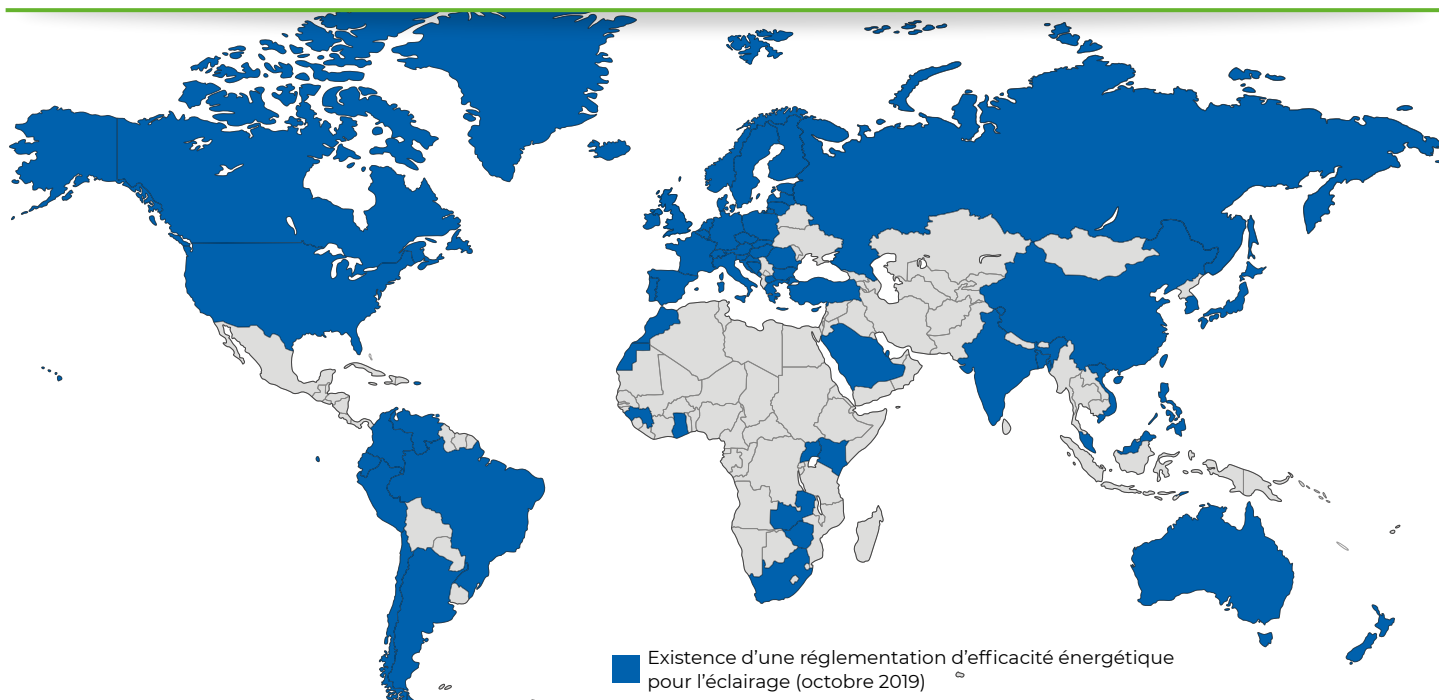 Existence d’une réglementation d’efficacité énergétique
pour l’éclairage (octobre 2019)